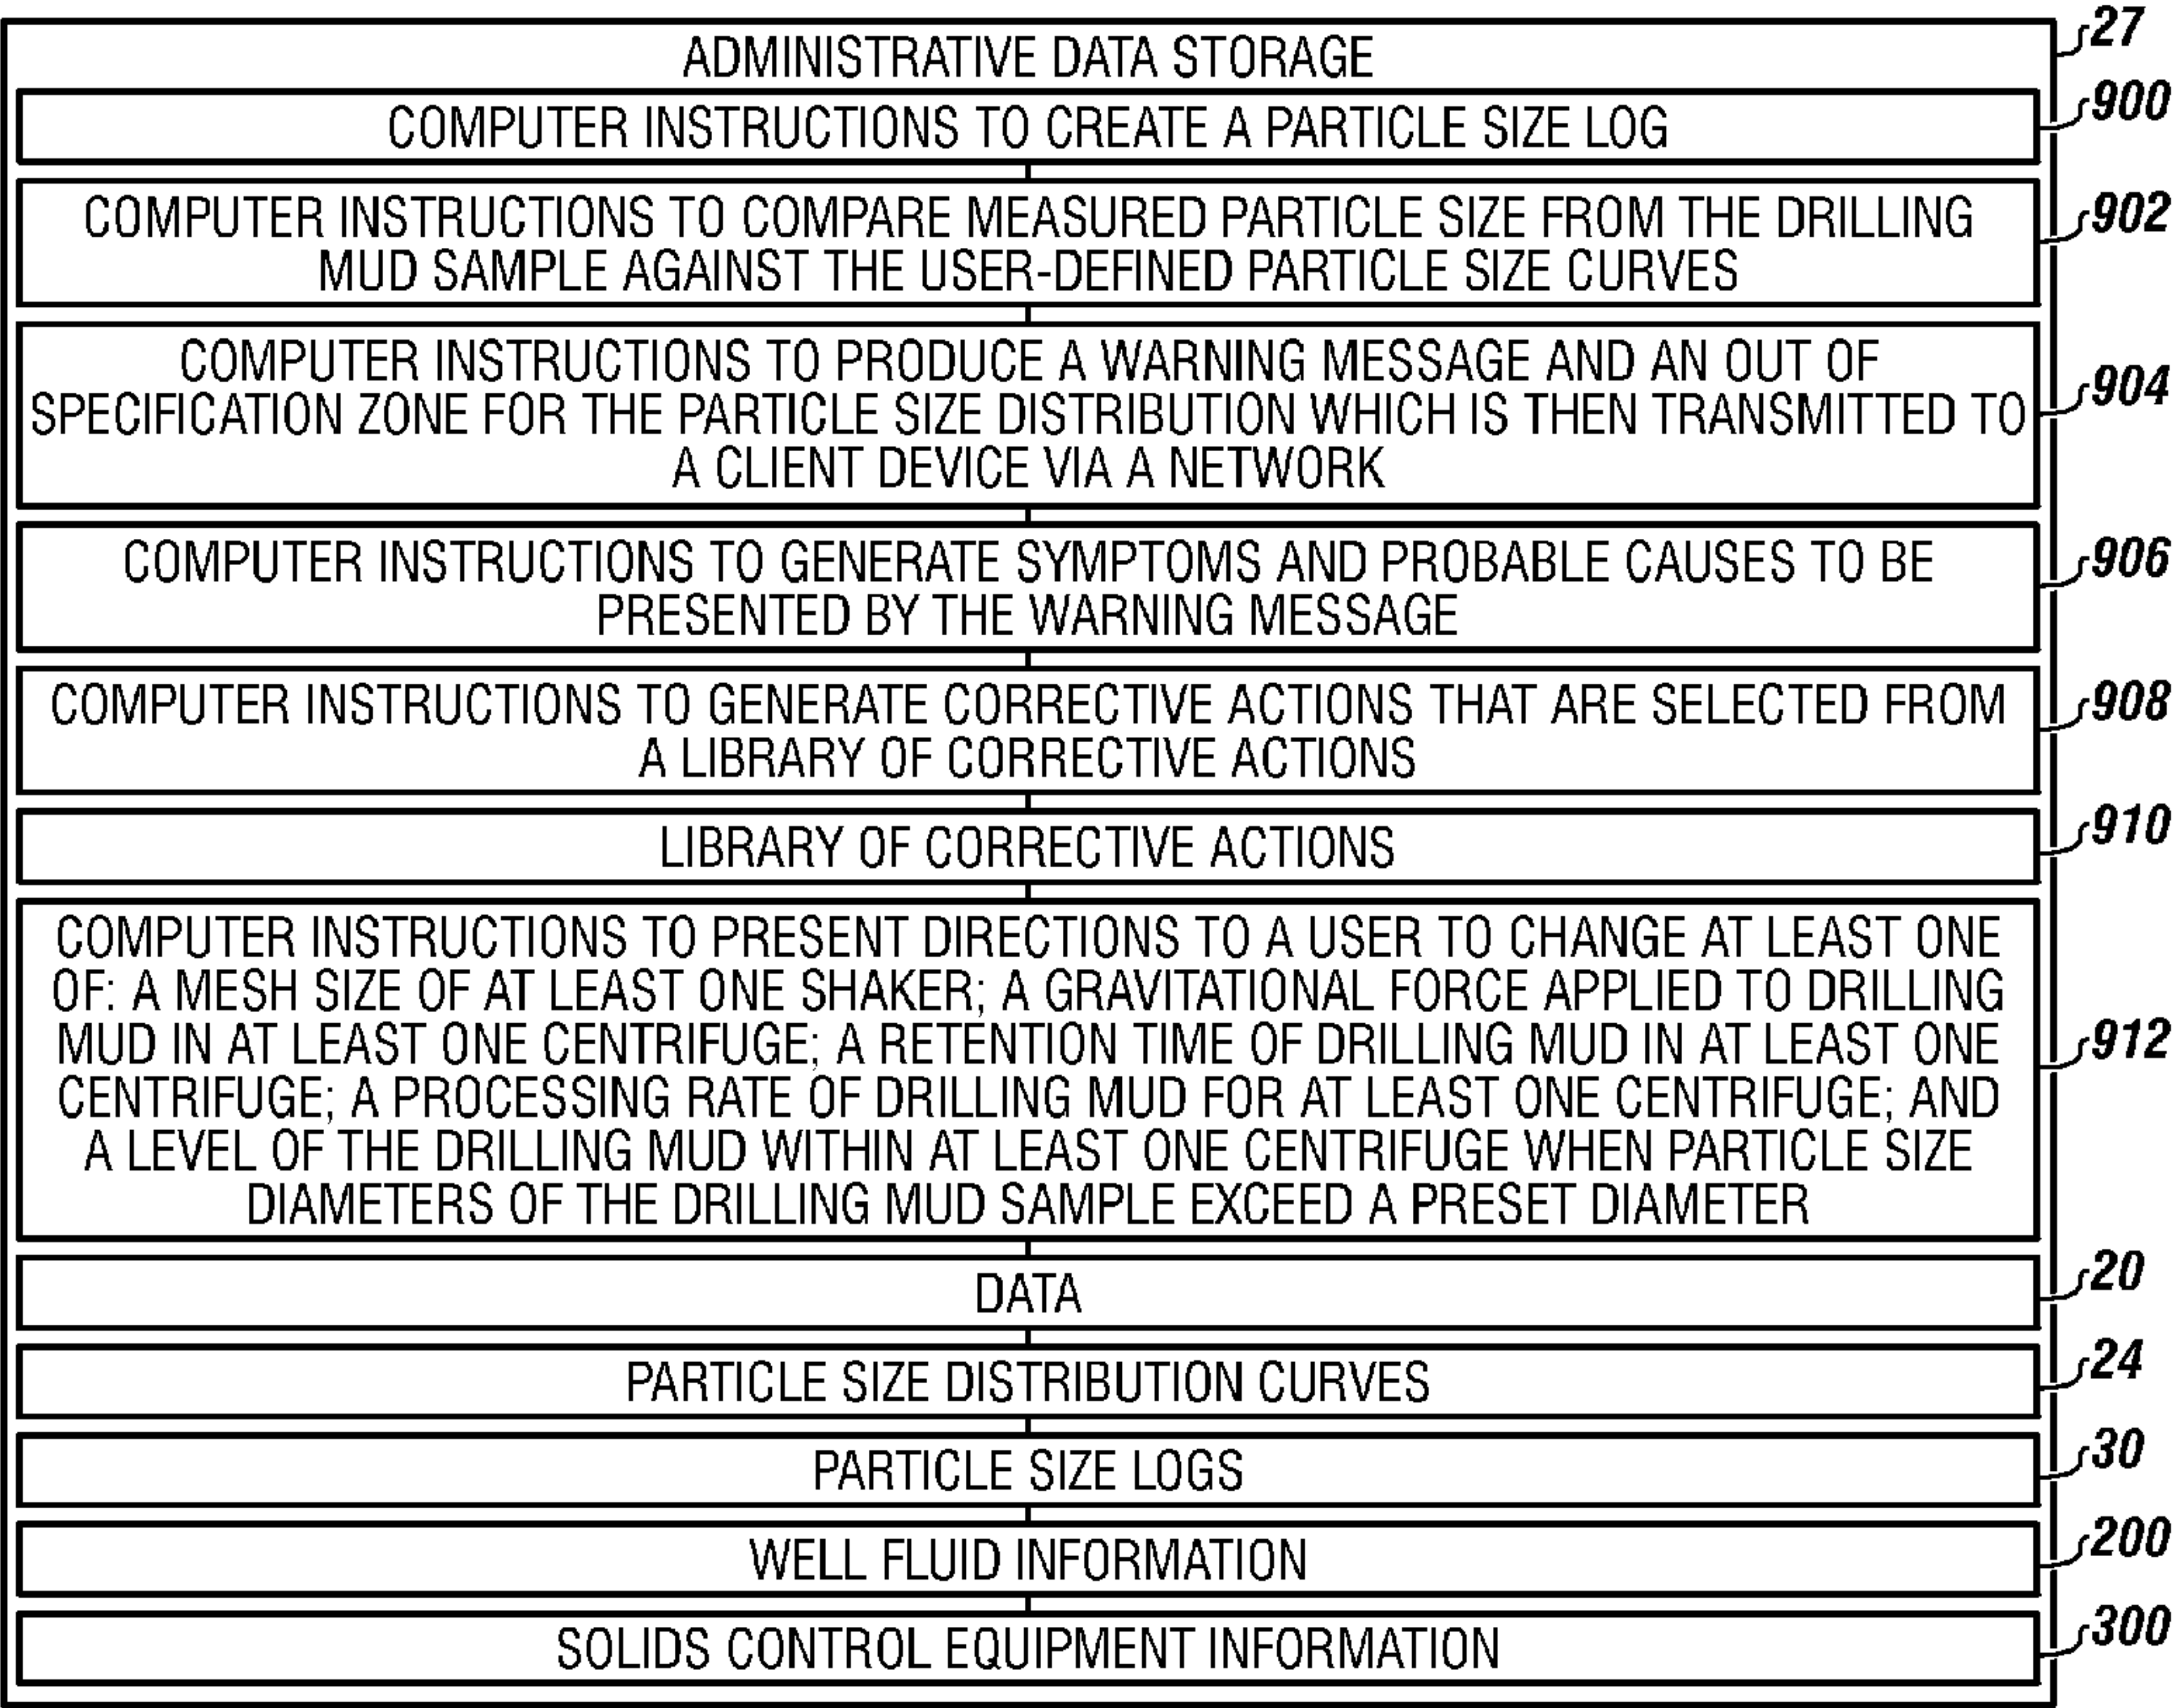 27
ADMINISTRATIVE DATA STORAGE
900
COMPUTER INSTRUCTIONS TO CREATE A PARTICLE SIZE LOG
902
COMPUTER INSTRUCTIONS TO COMPARE MEASURED PARTICLE SIZE FROM THE DRILLING
MUD SAMPLE AGAINST THE USER-DEFINED PARTICLE SIZE CURVES
904
COMPUTER INSTRUCTIONS TO PRODUCE A WARNING MESSAGE AND AN OUT OF
SPECIFICATION ZONE FOR THE PARTICLE SIZE DISTRIBUTION WHICH IS THEN TRANSMITTED TO
A CLIENT DEVICE VIA A NETWORK
906
COMPUTER INSTRUCTIONS TO GENERATE SYMPTOMS AND PROBABLE CAUSES TO BE
PRESENTED BY THE WARNING MESSAGE
908
COMPUTER INSTRUCTIONS TO GENERATE CORRECTIVE ACTIONS THAT ARE SELECTED FROM
A LIBRARY OF CORRECTIVE ACTIONS
910
LIBRARY OF CORRECTIVE ACTIONS
912
COMPUTER INSTRUCTIONS TO PRESENT DIRECTIONS TO A USER TO CHANGE AT LEAST ONE
OF: A MESH SIZE OF AT LEAST ONE SHAKER; A GRAVITATIONAL FORCE APPLIED TO DRILLING
MUD IN AT LEAST ONE CENTRIFUGE; A RETENTION TIME OF DRILLING MUD IN AT LEAST ONE
CENTRIFUGE; A PROCESSING RATE OF DRILLING MUD FOR AT LEAST ONE CENTRIFUGE; AND
A LEVEL OF THE DRILLING MUD WITHIN AT LEAST ONE CENTRIFUGE WHEN PARTICLE SIZE
DIAMETERS OF THE DRILLING MUD SAMPLE EXCEED A PRESET DIAMETER
20
DATA
24
PARTICLE SIZE DISTRIBUTION CURVES
30
PARTICLE SIZE LOGS
200
WELL FLUID INFORMATION
300
SOLIDS CONTROL EQUIPMENT INFORMATION